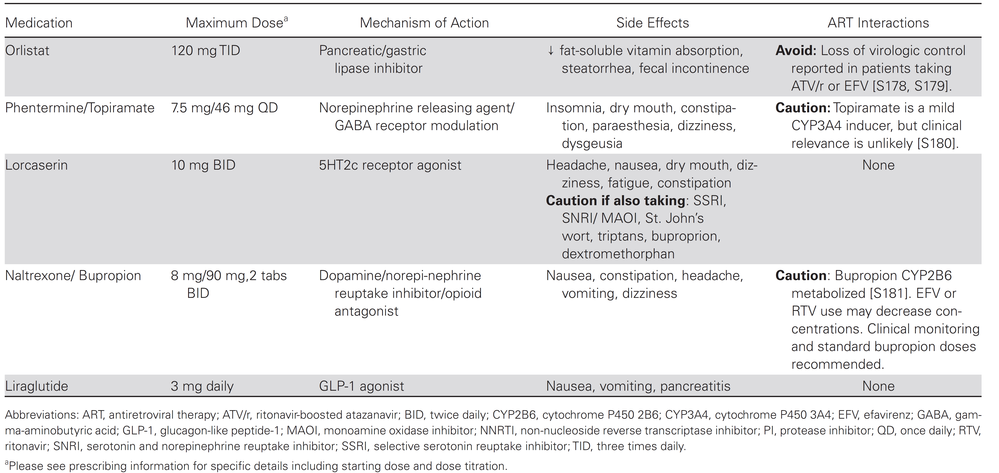 Medication Maximum Doseᵃ Mechanism of Action Side Effects ART Interactions
Orlistat 120 mg TID Pancreatic/gastric ↓ fat-soluble vitamin absorption, Avoid: Loss of virologic control
lipase inhibitor steatorrhea, fecal incontinence reported in patients taking
ATV/r or EFV [S178, S179].
Phentermine/Topiramate 7.5 mg/46 mg QD Norepinephrine releasing agent/ Insomnia, dry mouth, constipa- Caution: Topiramate is a mild
GABA receptor modulation tion, paraesthesia, dizziness, CYP3A4 inducer, but clinical
dysgeusia relevance is unlikely [S180].
Lorcaserin 10 mg BID 5HT2c receptor agonist Headache, nausea, dry mouth, diz- None
ziness, fatigue, constipation
Caution if also taking: SSRI,
SNRI/ MAOI, St. John’s
wort, triptans, buproprion,
dextromethorphan
Naltrexone/ Bupropion 8 mg/90 mg,2 tabs Dopamine/norepi-nephrine Nausea, constipation, headache, Caution: Bupropion CYP2B6
BID reuptake inhibitor/opioid vomiting, dizziness metabolized [S181]. EFV or
antagonist RTV use may decrease con-
centrations. Clinical monitoring
and standard bupropion doses
recommended.
Liraglutide 3 mg daily GLP-1 agonist Nausea, vomiting, pancreatitis None
Abbreviations: ART, antiretroviral therapy; ATV/r, ritonavir-boosted atazanavir; BID, twice daily; CYP2B6, cytochrome P450 2B6; CYP3A4, cytochrome P450 3A4; EFV, efavirenz; GABA, gam-
ma-aminobutyric acid; GLP-1, glucagon-like peptide-1; MAOI, monoamine oxidase inhibitor; NNRTI, non-nucleoside reverse transcriptase inhibitor; PI, protease inhibitor; QD, once daily; RTV,
ritonavir; SNRI, serotonin and norepinephrine reuptake inhibitor; SSRI, selective serotonin reuptake inhibitor; TID, three times daily.
ᵃPlease see prescribing information for specific details including starting dose and dose titration.